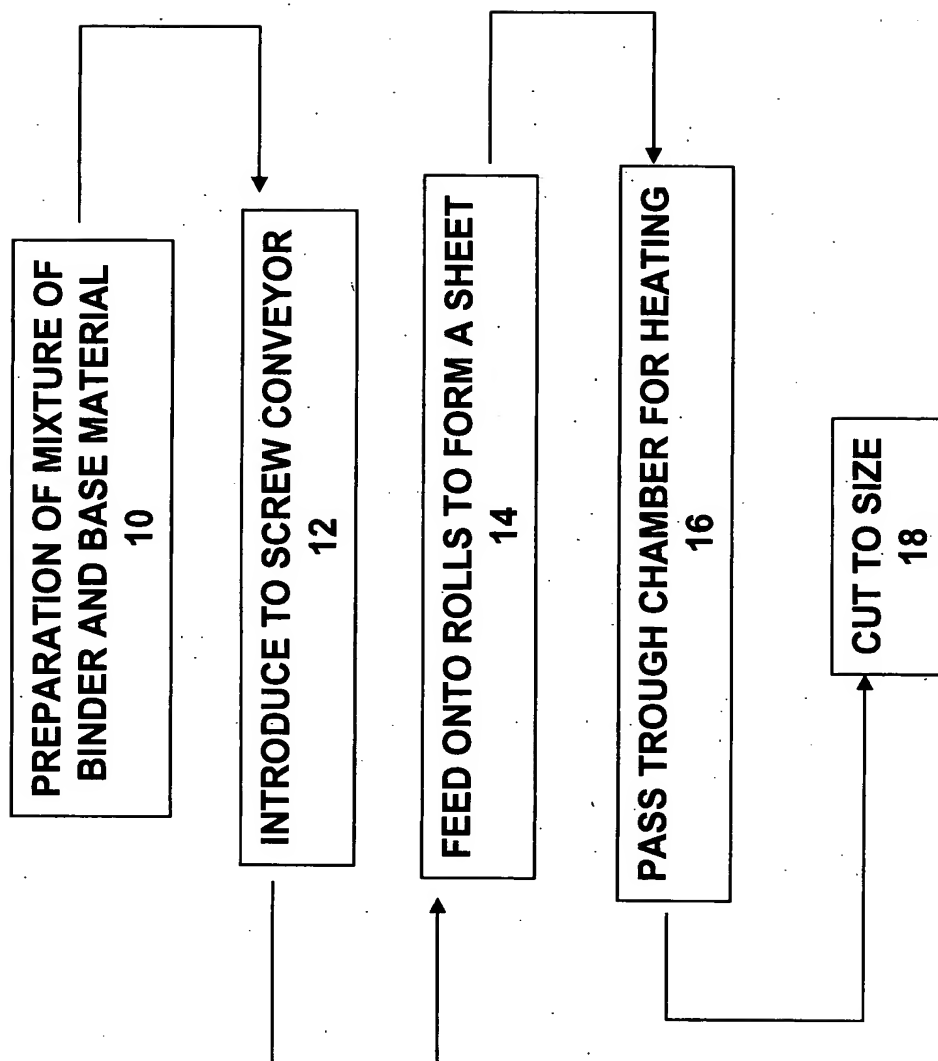 PREPARATION OF MIXTURE OF
BINDER AND BASE MATERIAL
10
INTRODUCE TO SCREW CONVEYOR
12
FEED ONTO ROLLS TO FORM A SHEET
14
PASS TROUGH CHAMBER FOR HEATING
16
CUT TO SIZE
18